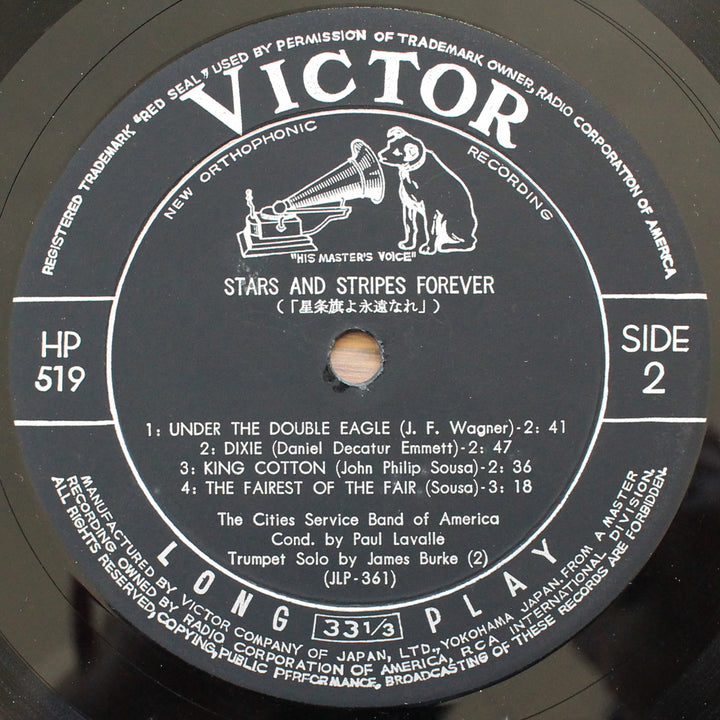 REGISTERED TRADEMARK "RED SEAL" USED BY PERMISSION OF TRADEMARK OWNER, RADIO CORPORATION OF AMERICA
VICTOR
NEW ORTHOPHONIC RECORDING
"HIS MASTER'S VOICE"
STARS AND STRIPES FOREVER
(「星条旗よ永遠なれ」)
HP
519
SIDE
2
1: UNDER THE DOUBLE EAGLE (J. F. Wagner)-2: 41
2: DIXIE (Daniel Decatur Emmett)-2: 47
3: KING COTTON (John Philip Sousa)-2: 36
4: THE FAIREST OF THE FAIR (Sousa)-3: 18
The Cities Service Band of America
Cond. by Paul Lavalle
Trumpet Solo by James Burke (2)
(JLP-361)
LONG 33 1/3 PLAY
MANUFACTURED BY VICTOR COMPANY OF JAPAN, LTD., YOKOHAMA JAPAN, FROM A MASTER
RECORDING OWNED BY RADIO CORPORATION OF AMERICA, RCA INTERNATIONAL DIVISION.
ALL RIGHTS RESERVED, COPYING, PUBLIC PERFFORMANCE, BROADCASTING OF THESE RECORDS ARE FORBIDDEN.